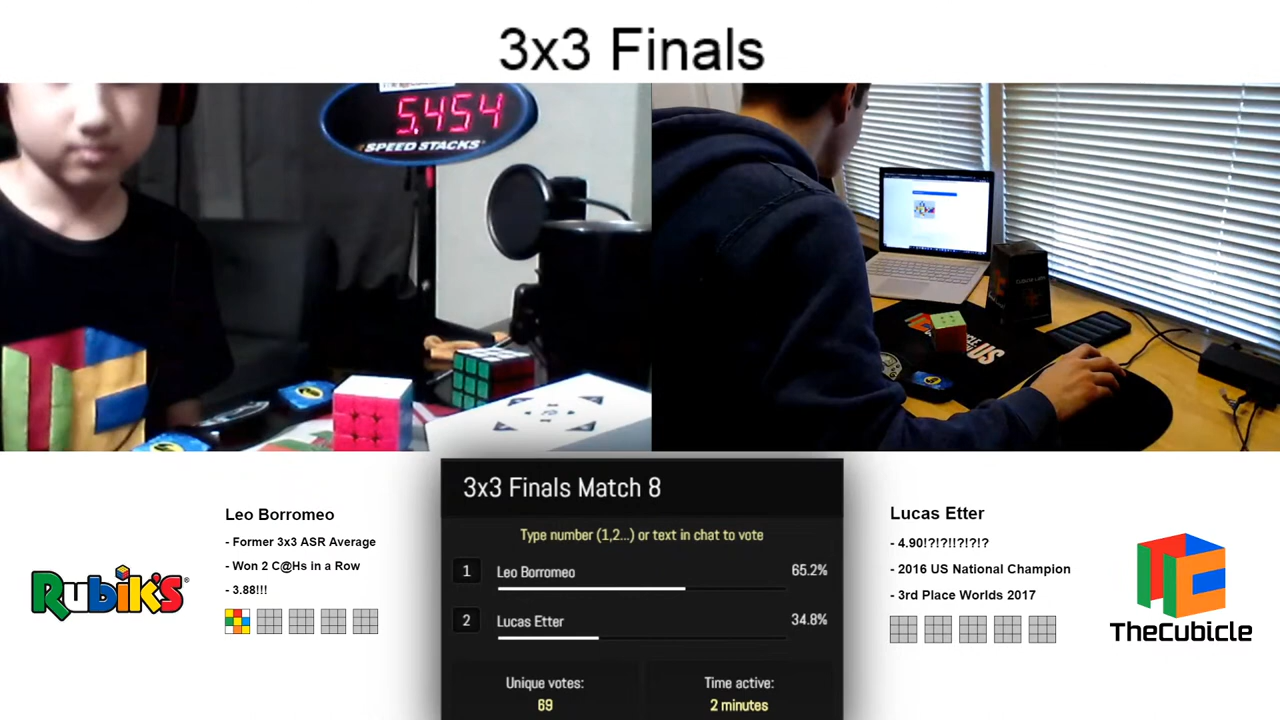 3x3 Finals
5.454
SPEED STACKS
US
Leo Borromeo
- Former 3x3 ASR Average
- Won 2 C@Hs in a Row
- 3.88!!!
RUBIK'S®
3x3 Finals Match 8
Type number (1,2...) or text in chat to vote
1 Leo Borromeo 65.2%
2 Lucas Etter 34.8%
Unique votes: Time active:
69 2 minutes
Lucas Etter
- 4.90!?!?!!?!?!?
- 2016 US National Champion
- 3rd Place Worlds 2017
TheCubicle